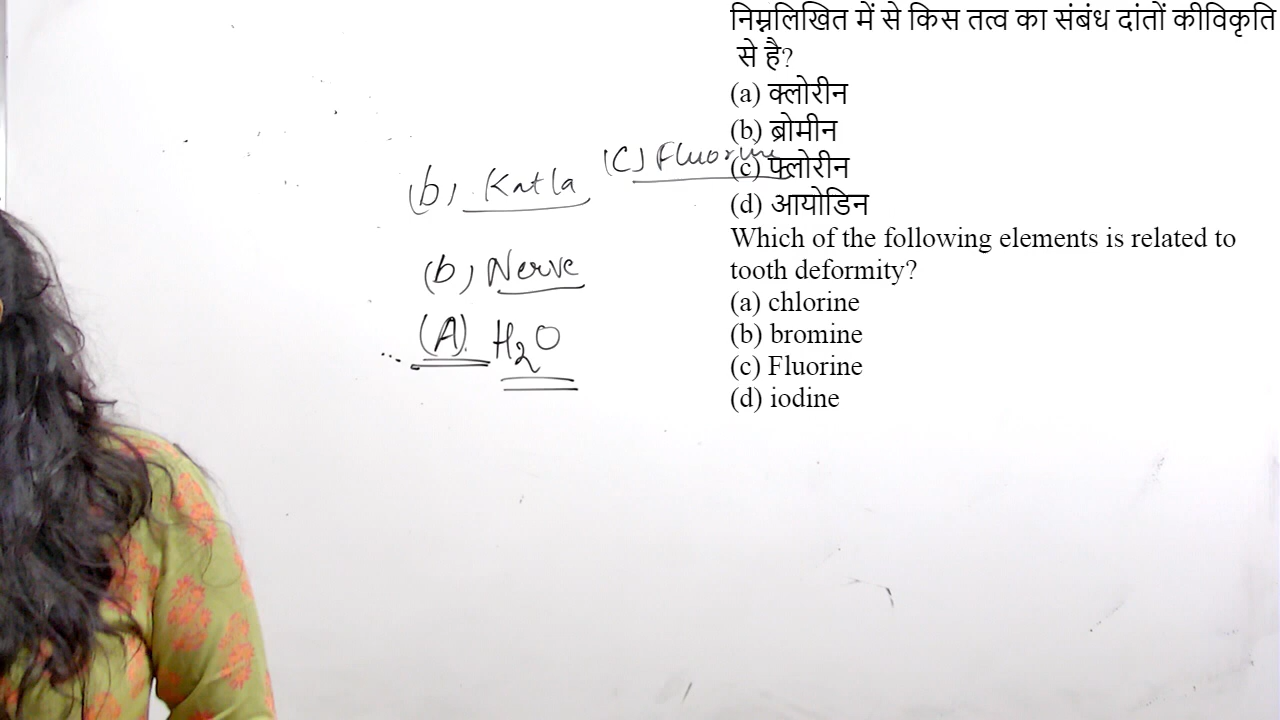 निम्नलिखित में से किस तत्व का संबंध दांतों कीविकृति
से है?
(a) क्लोरीन
(b) ब्रोमीन
(c) फ्लोरीन
(d) आयोडिन
Which of the following elements is related to
tooth deformity?
(a) chlorine
(b) bromine
(c) Fluorine
(d) iodine
(C) Fluorine
(b) Katla
(b) Nerve
(A). H₂O